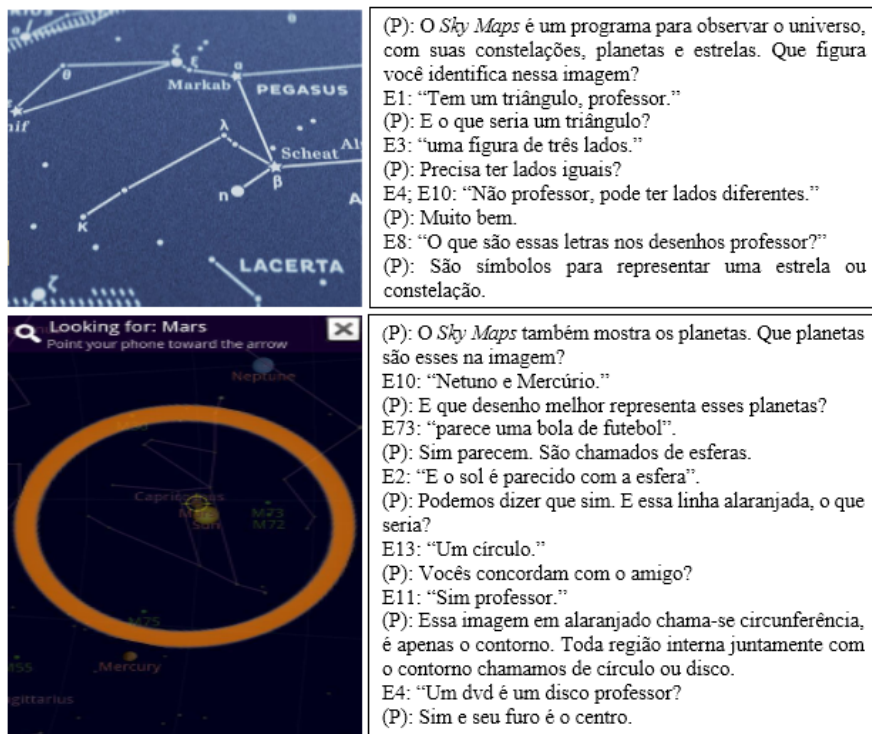 ζ
ξ
α
θ
Markab
PEGASUS
nif
λ
Scheat
Al
β
n
A
κ
LACERTA
ζ
(P): O Sky Maps é um programa para observar o universo,
com suas constelações, planetas e estrelas. Que figura
você identifica nessa imagem?
E1: “Tem um triângulo, professor.”
(P): E o que seria um triângulo?
E3: “uma figura de três lados.”
(P): Precisa ter lados iguais?
E4; E10: “Não professor, pode ter lados diferentes.”
(P): Muito bem.
E8: “O que são essas letras nos desenhos professor?”
(P): São símbolos para representar uma estrela ou
constelação.
Looking for: Mars
Point your phone toward the arrow
Neptune
Capricornus
M73
Sun
M72
M75
M55
Mercury
gittarius
(P): O Sky Maps também mostra os planetas. Que planetas
são esses na imagem?
E10: “Netuno e Mercúrio.”
(P): E que desenho melhor representa esses planetas?
E73: “parece uma bola de futebol”.
(P): Sim parecem. São chamados de esferas.
E2: “E o sol é parecido com a esfera”.
(P): Podemos dizer que sim. E essa linha alaranjada, o que
seria?
E13: “Um círculo.”
(P): Vocês concordam com o amigo?
E11: “Sim professor.”
(P): Essa imagem em alaranjado chama-se circunferência,
é apenas o contorno. Toda região interna juntamente com
o contorno chamamos de círculo ou disco.
E4: “Um dvd é um disco professor?
(P): Sim e seu furo é o centro.